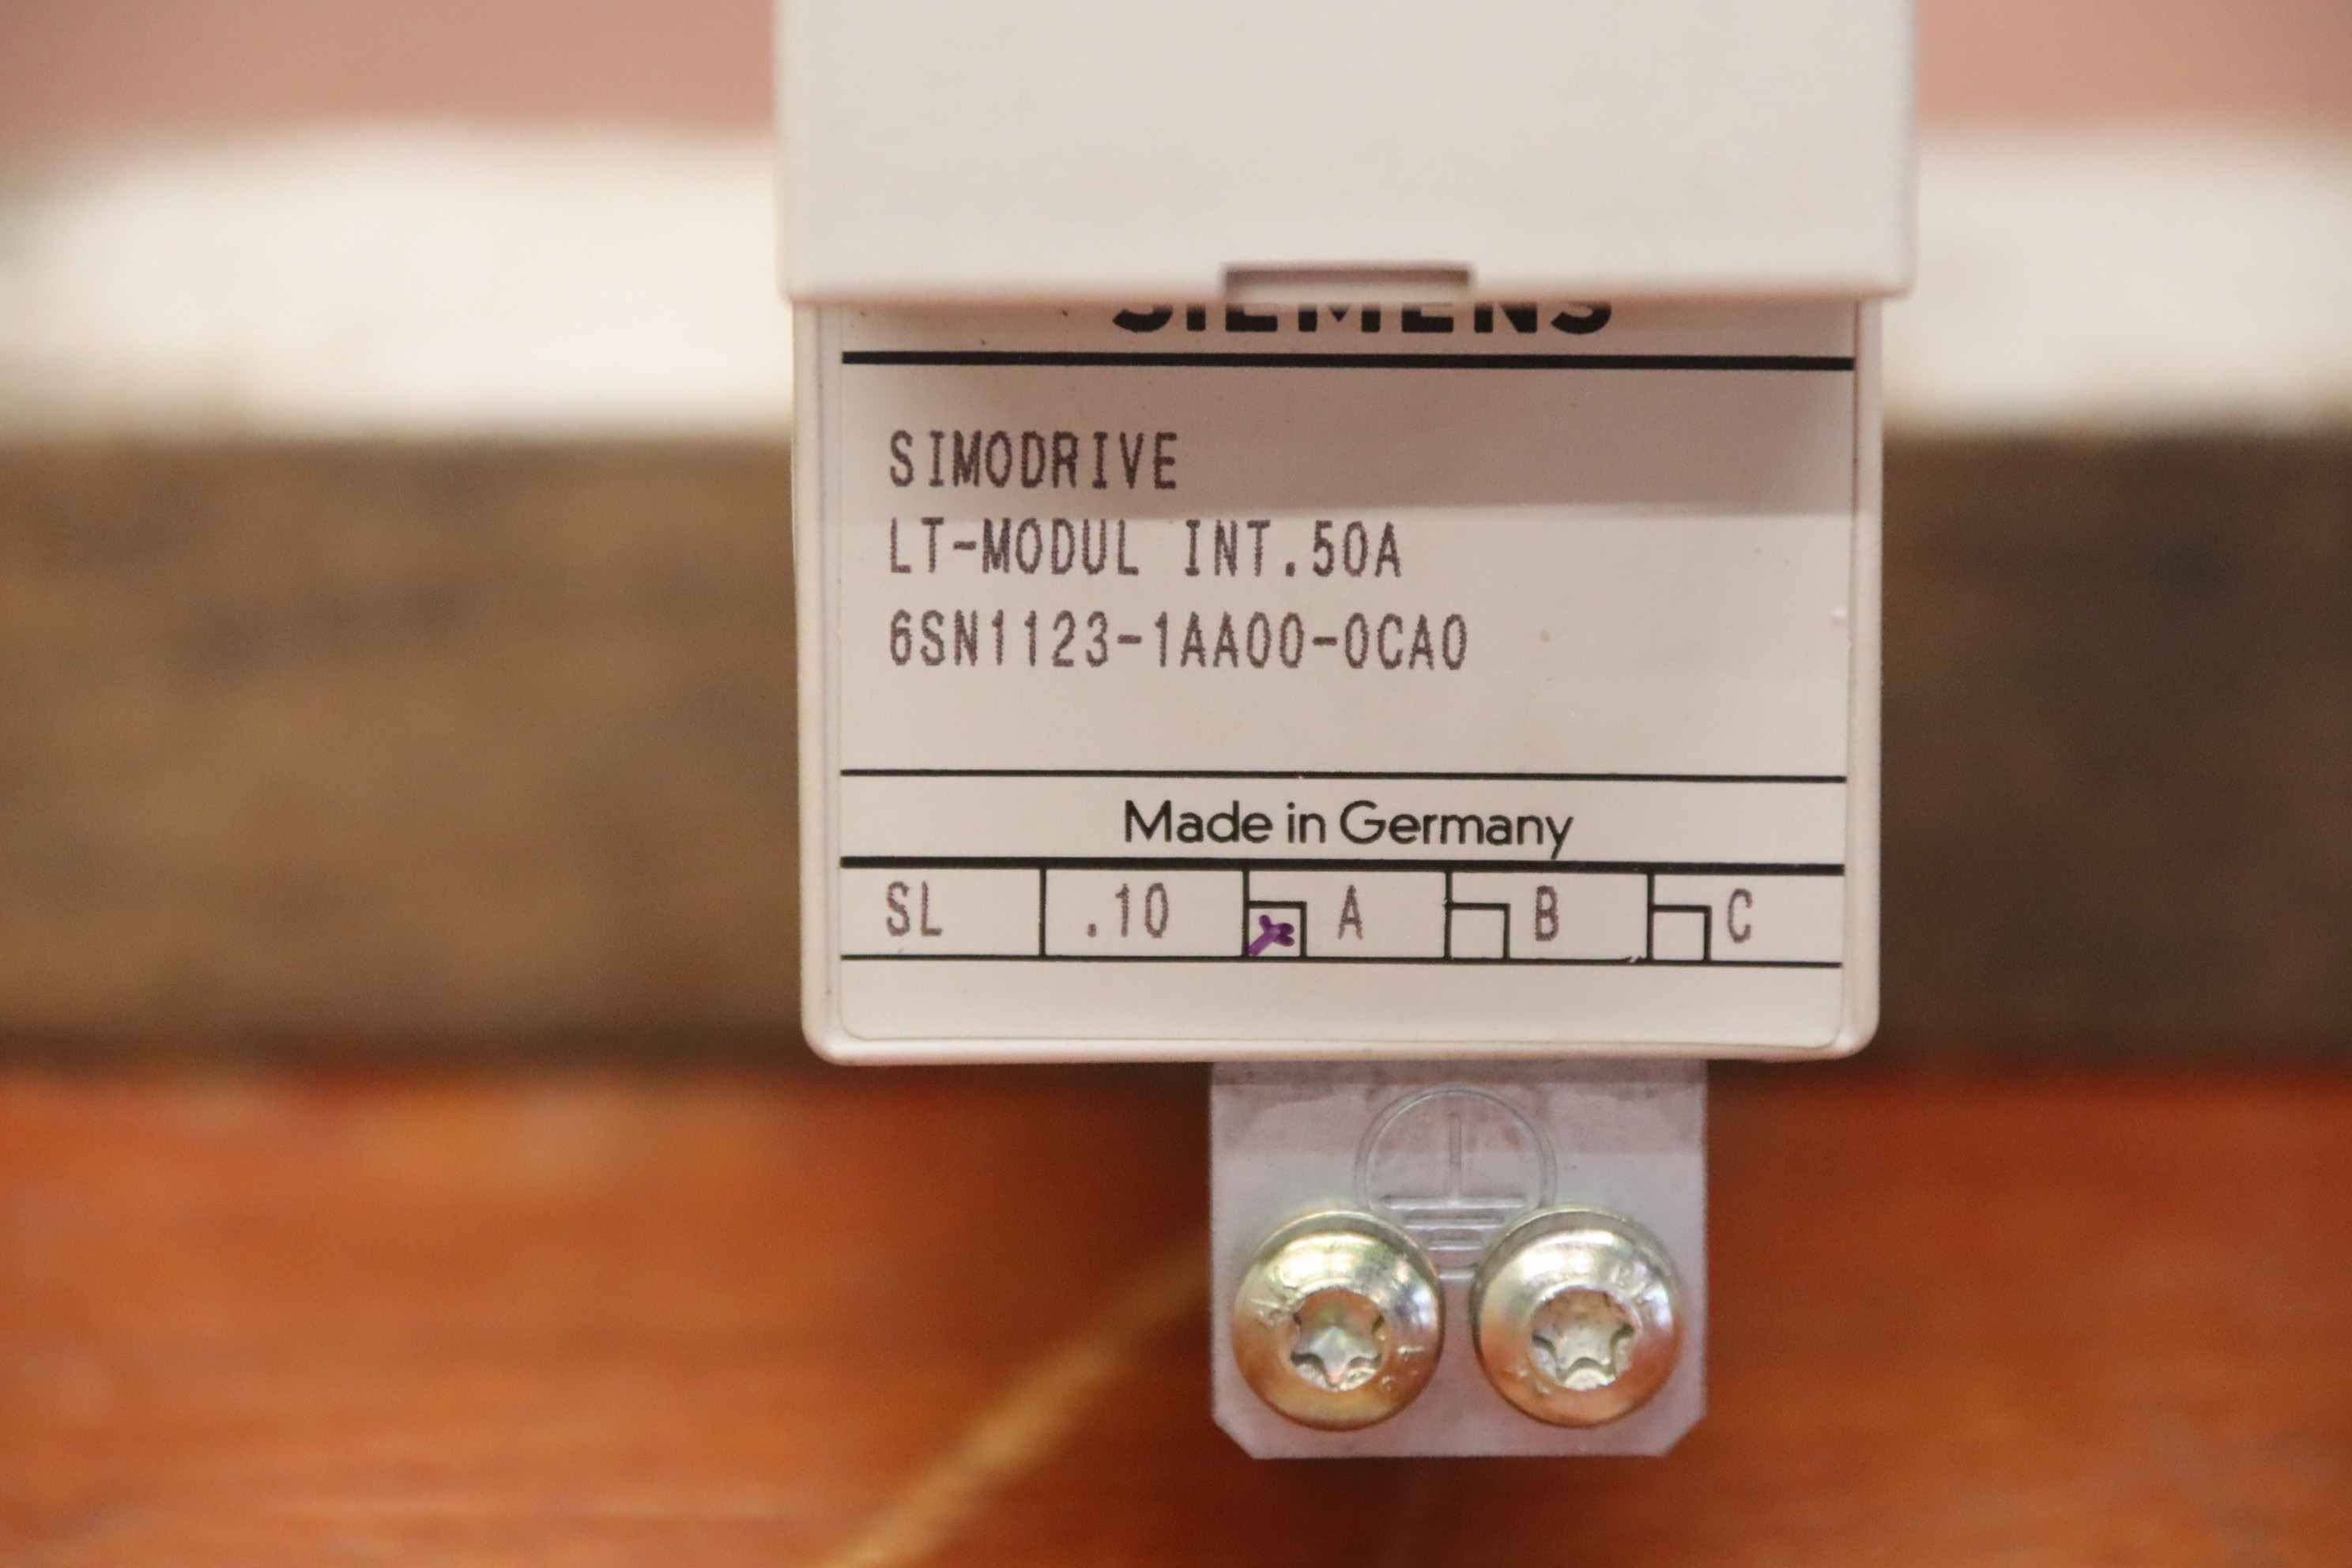 SIEMENS
SIMODRIVE
LT-MODUL INT.50A
6SN1123-1AA00-0CA0
Made in Germany
SL .10 A B C